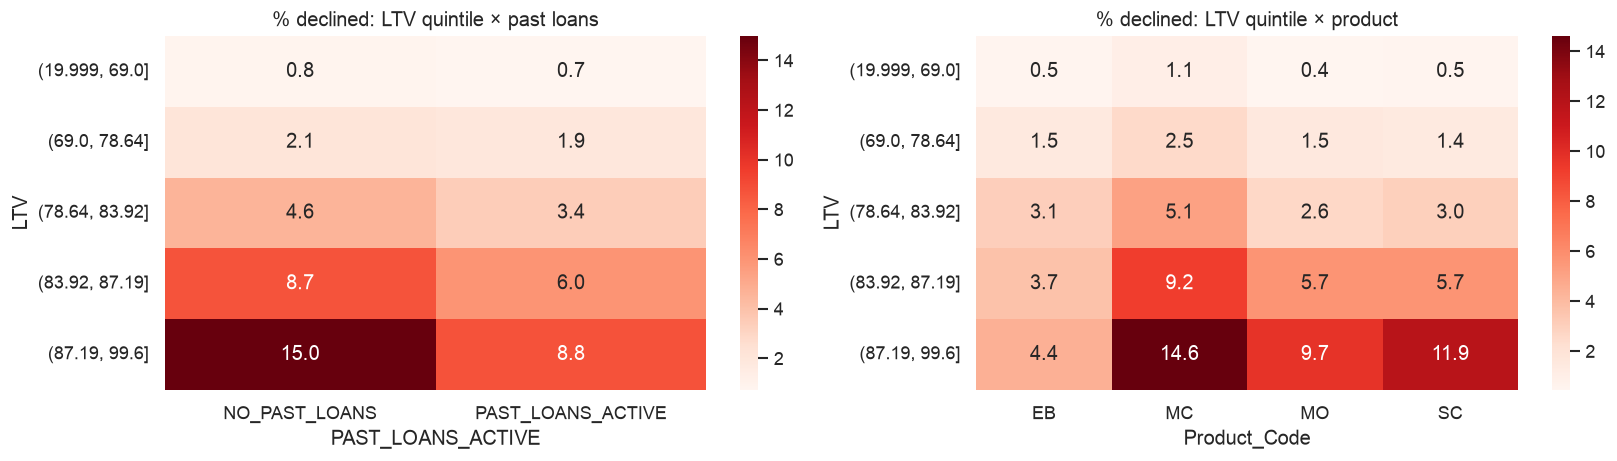 % declined: LTV quintile × past loans
LTV
(19.999, 69.0] 0.8 0.7
(69.0, 78.64] 2.1 1.9
(78.64, 83.92] 4.6 3.4
(83.92, 87.19] 8.7 6.0
(87.19, 99.6] 15.0 8.8
NO_PAST_LOANS PAST_LOANS_ACTIVE
PAST_LOANS_ACTIVE
14
12
10
8
6
4
2
% declined: LTV quintile × product
LTV
(19.999, 69.0] 0.5 1.1 0.4 0.5
(69.0, 78.64] 1.5 2.5 1.5 1.4
(78.64, 83.92] 3.1 5.1 2.6 3.0
(83.92, 87.19] 3.7 9.2 5.7 5.7
(87.19, 99.6] 4.4 14.6 9.7 11.9
EB MC MO SC
Product_Code
14
12
10
8
6
4
2